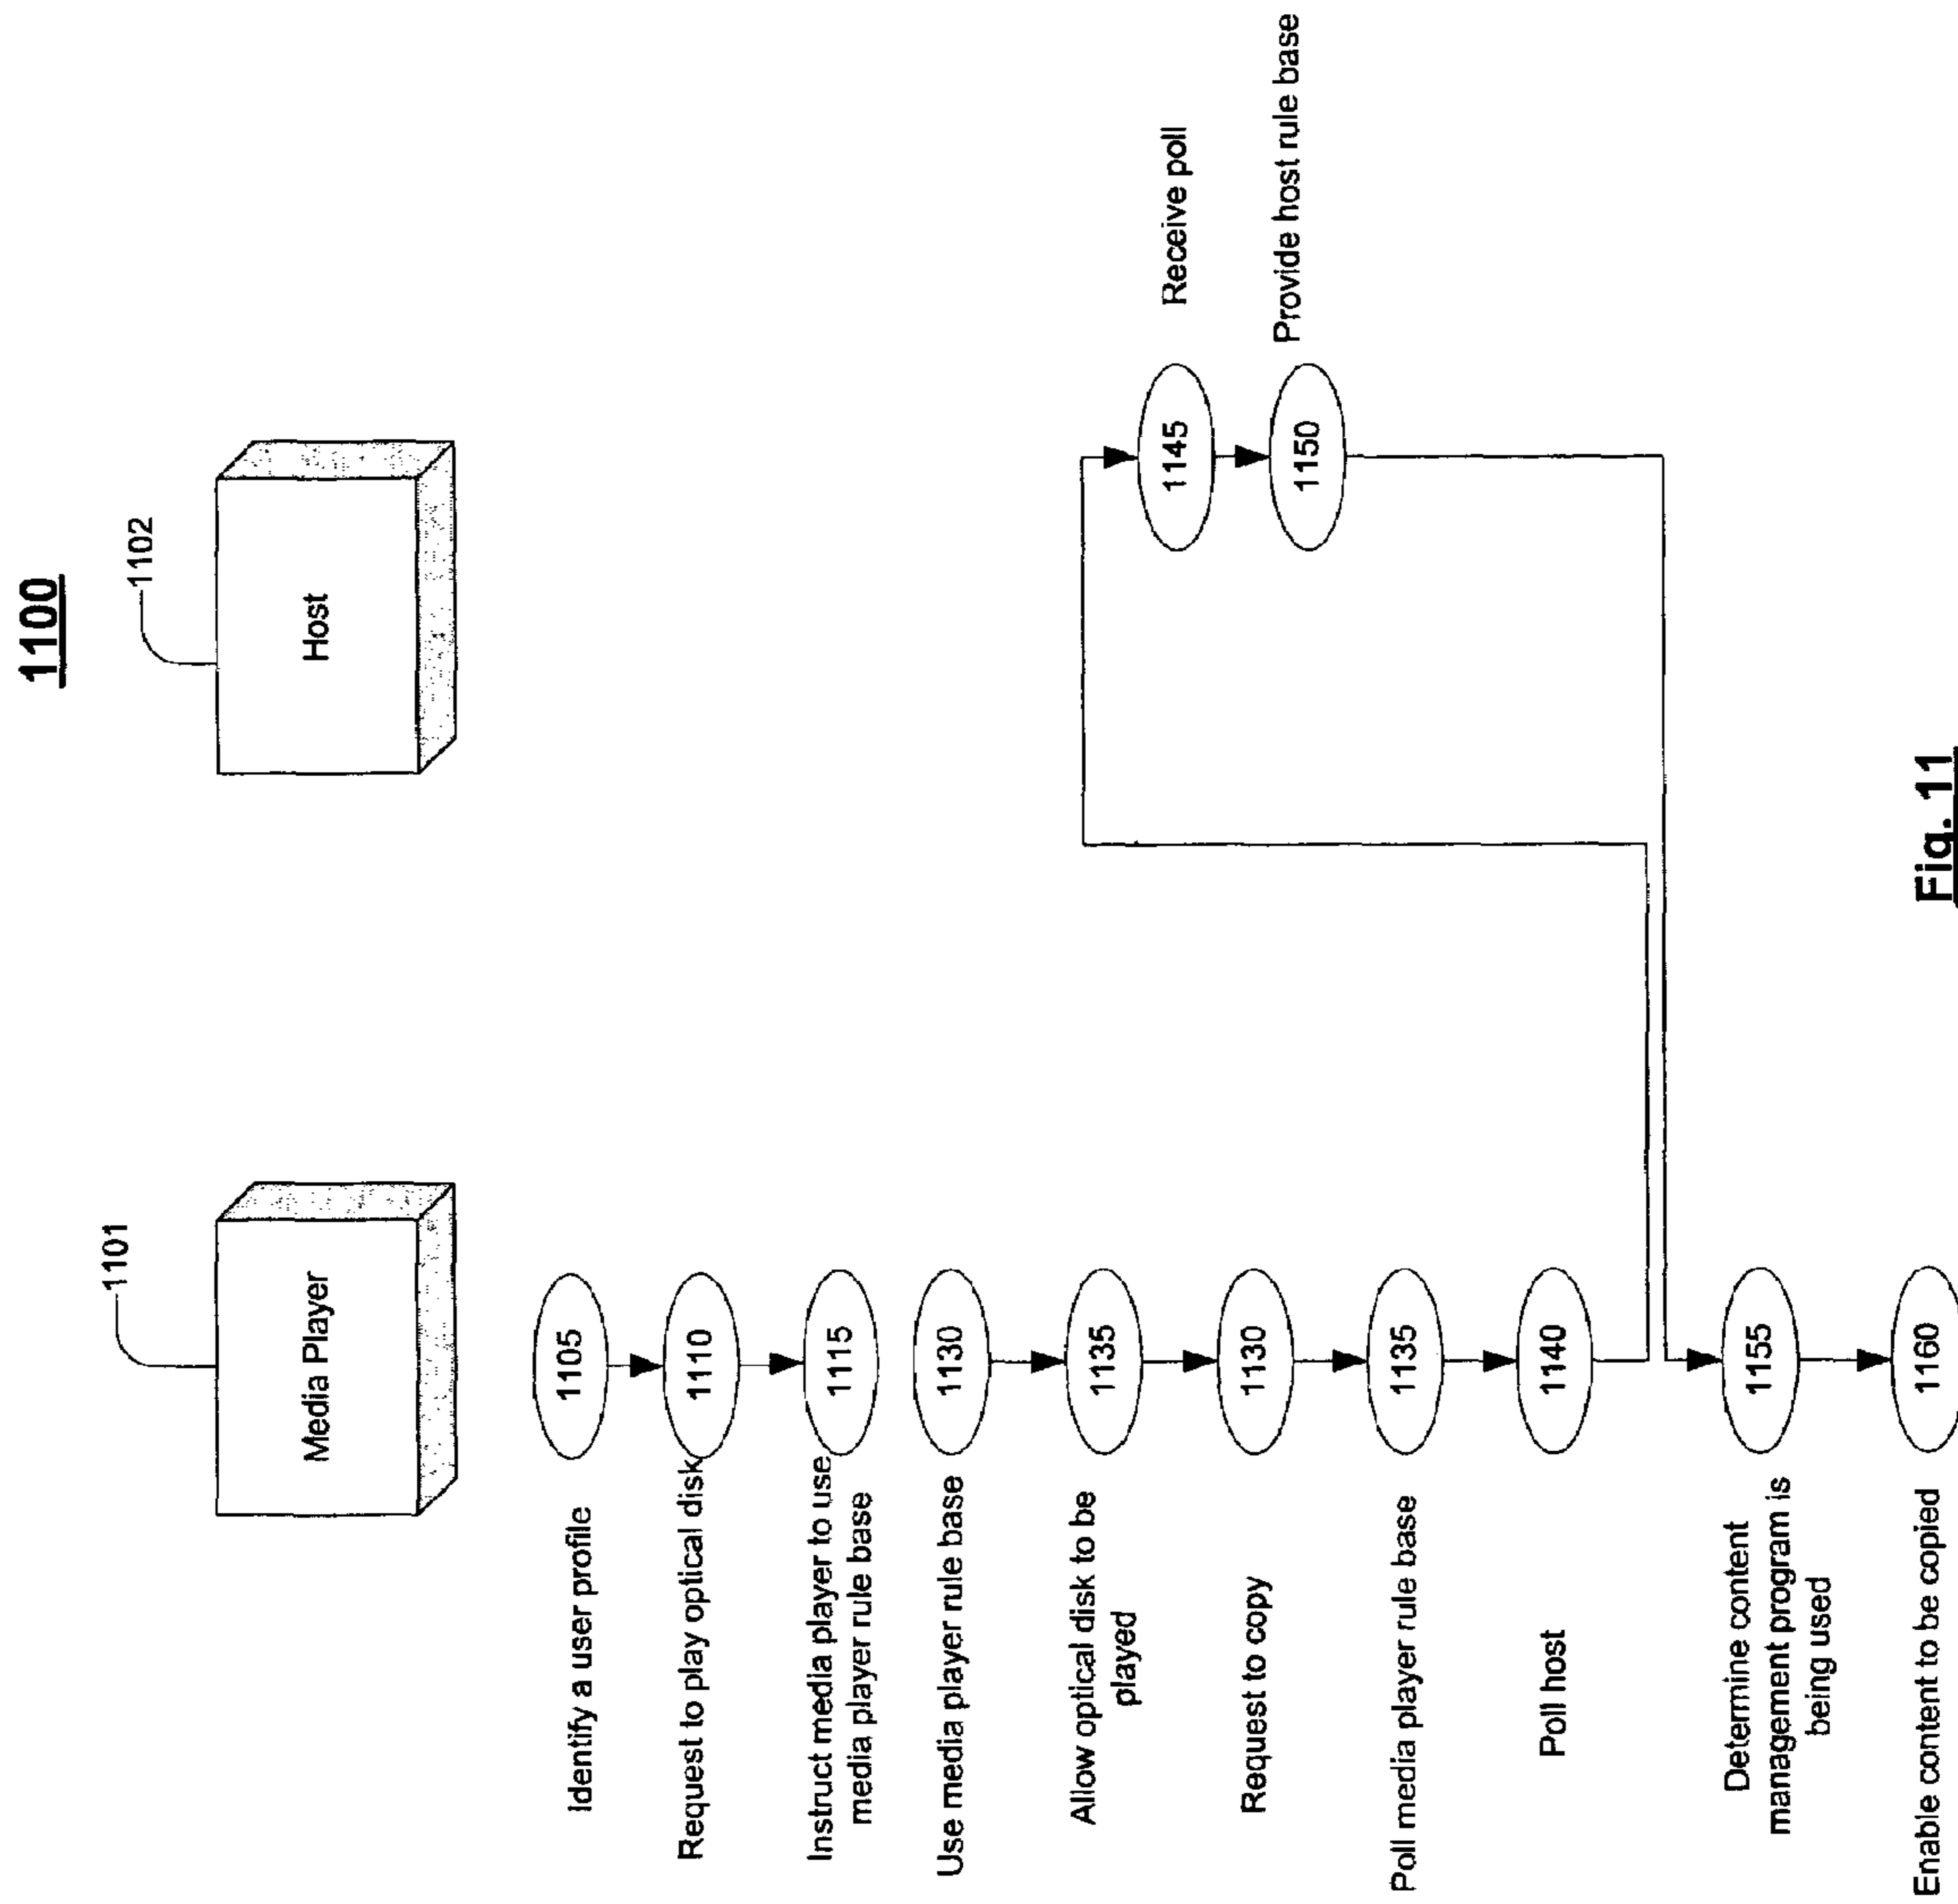 1100
1101
1102
Media Player
Host
Identify a user profile
1105
Request to play optical disk
1110
Instruct media player to use
media player rule base
1115
Use media player rule base
1130
Allow optical disk to be
played
1135
Request to copy
1130
Poll media player rule base
1135
Poll host
1140
1145
Receive poll
1150
Provide host rule base
Determine content
management program is
being used
1155
Enable content to be copied
1160
Fig. 11